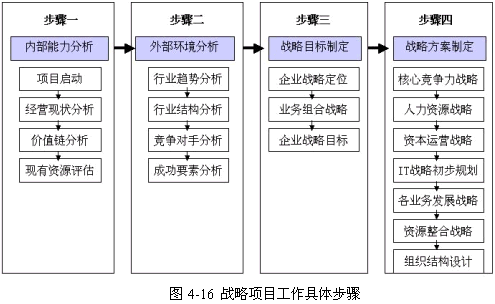 步骤一
内部能力分析
项目启动
经营现状分析
价值链分析
现有资源评估
步骤二
外部环境分析
行业趋势分析
行业结构分析
竞争对手分析
成功要素分析
步骤三
战略目标制定
企业战略定位
业务组合战略
企业战略目标
步骤四
战略方案制定
核心竞争力战略
人力资源战略
资本运营战略
IT战略初步规划
各业务发展战略
资源整合战略
组织结构设计
图 4-16 战略项目工作具体步骤